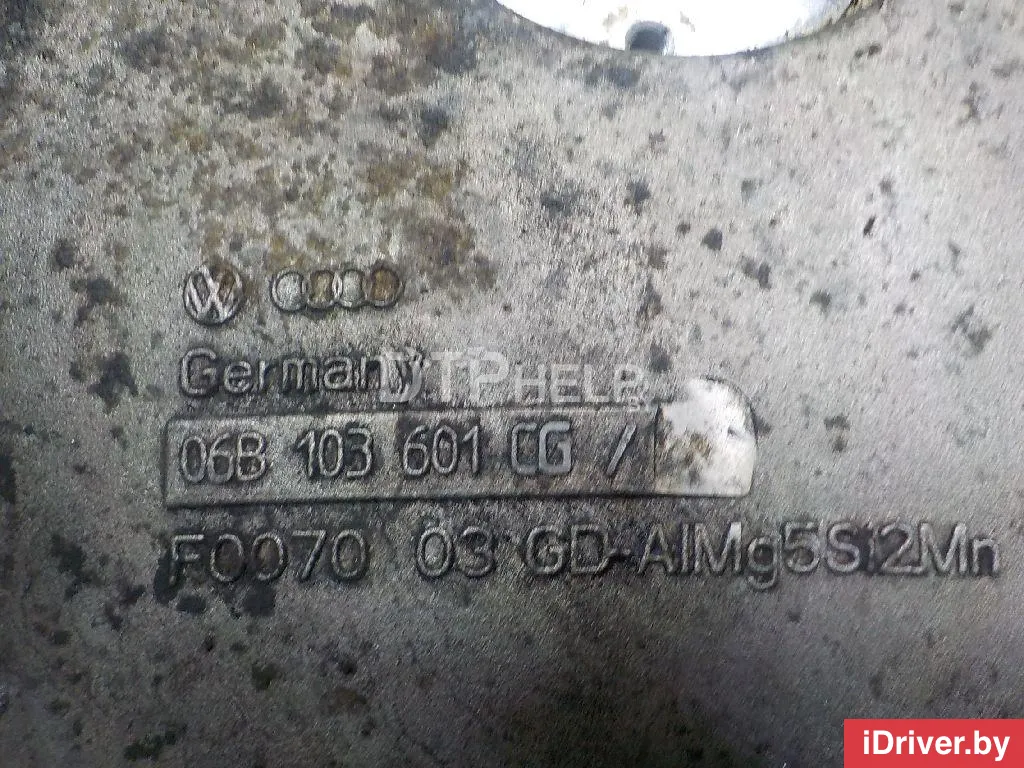 Germany
DTPHELP
06B 103 601 CG /
F0070 03 GD-AlMg5Si2Mn
iDriver.by